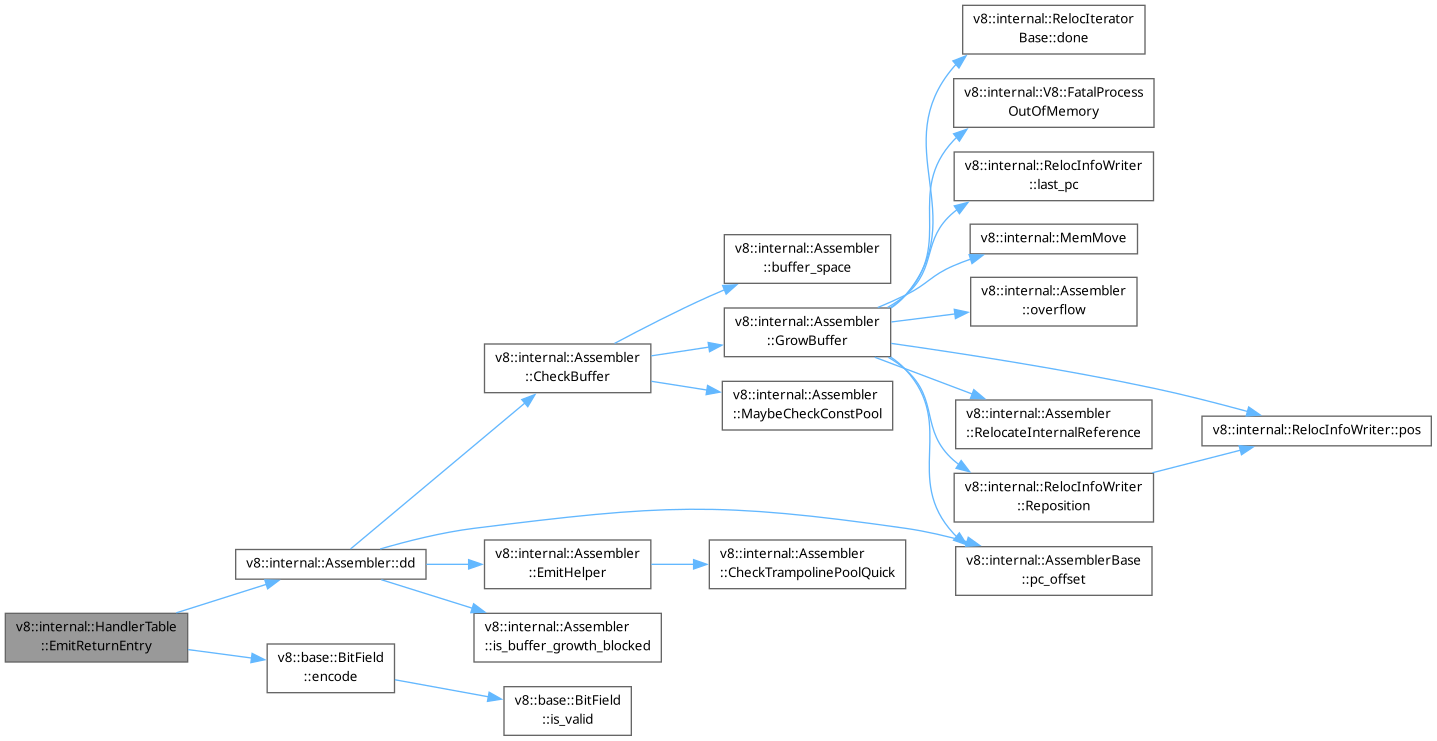 v8::internal::RelocIterator
Base::done
v8::internal::V8::FatalProcess
OutOfMemory
v8::internal::RelocInfoWriter
::last_pc
v8::internal::MemMove
v8::internal::Assembler
::buffer_space
v8::internal::Assembler
::overflow
v8::internal::Assembler
::GrowBuffer
v8::internal::Assembler
::CheckBuffer
v8::internal::Assembler
::MaybeCheckConstPool
v8::internal::Assembler
::RelocateInternalReference
v8::internal::RelocInfoWriter::pos
v8::internal::RelocInfoWriter
::Reposition
v8::internal::Assembler::dd
v8::internal::Assembler
::EmitHelper
v8::internal::Assembler
::CheckTrampolinePoolQuick
v8::internal::AssemblerBase
::pc_offset
v8::internal::HandlerTable
::EmitReturnEntry
v8::internal::Assembler
::is_buffer_growth_blocked
v8::base::BitField
::encode
v8::base::BitField
::is_valid